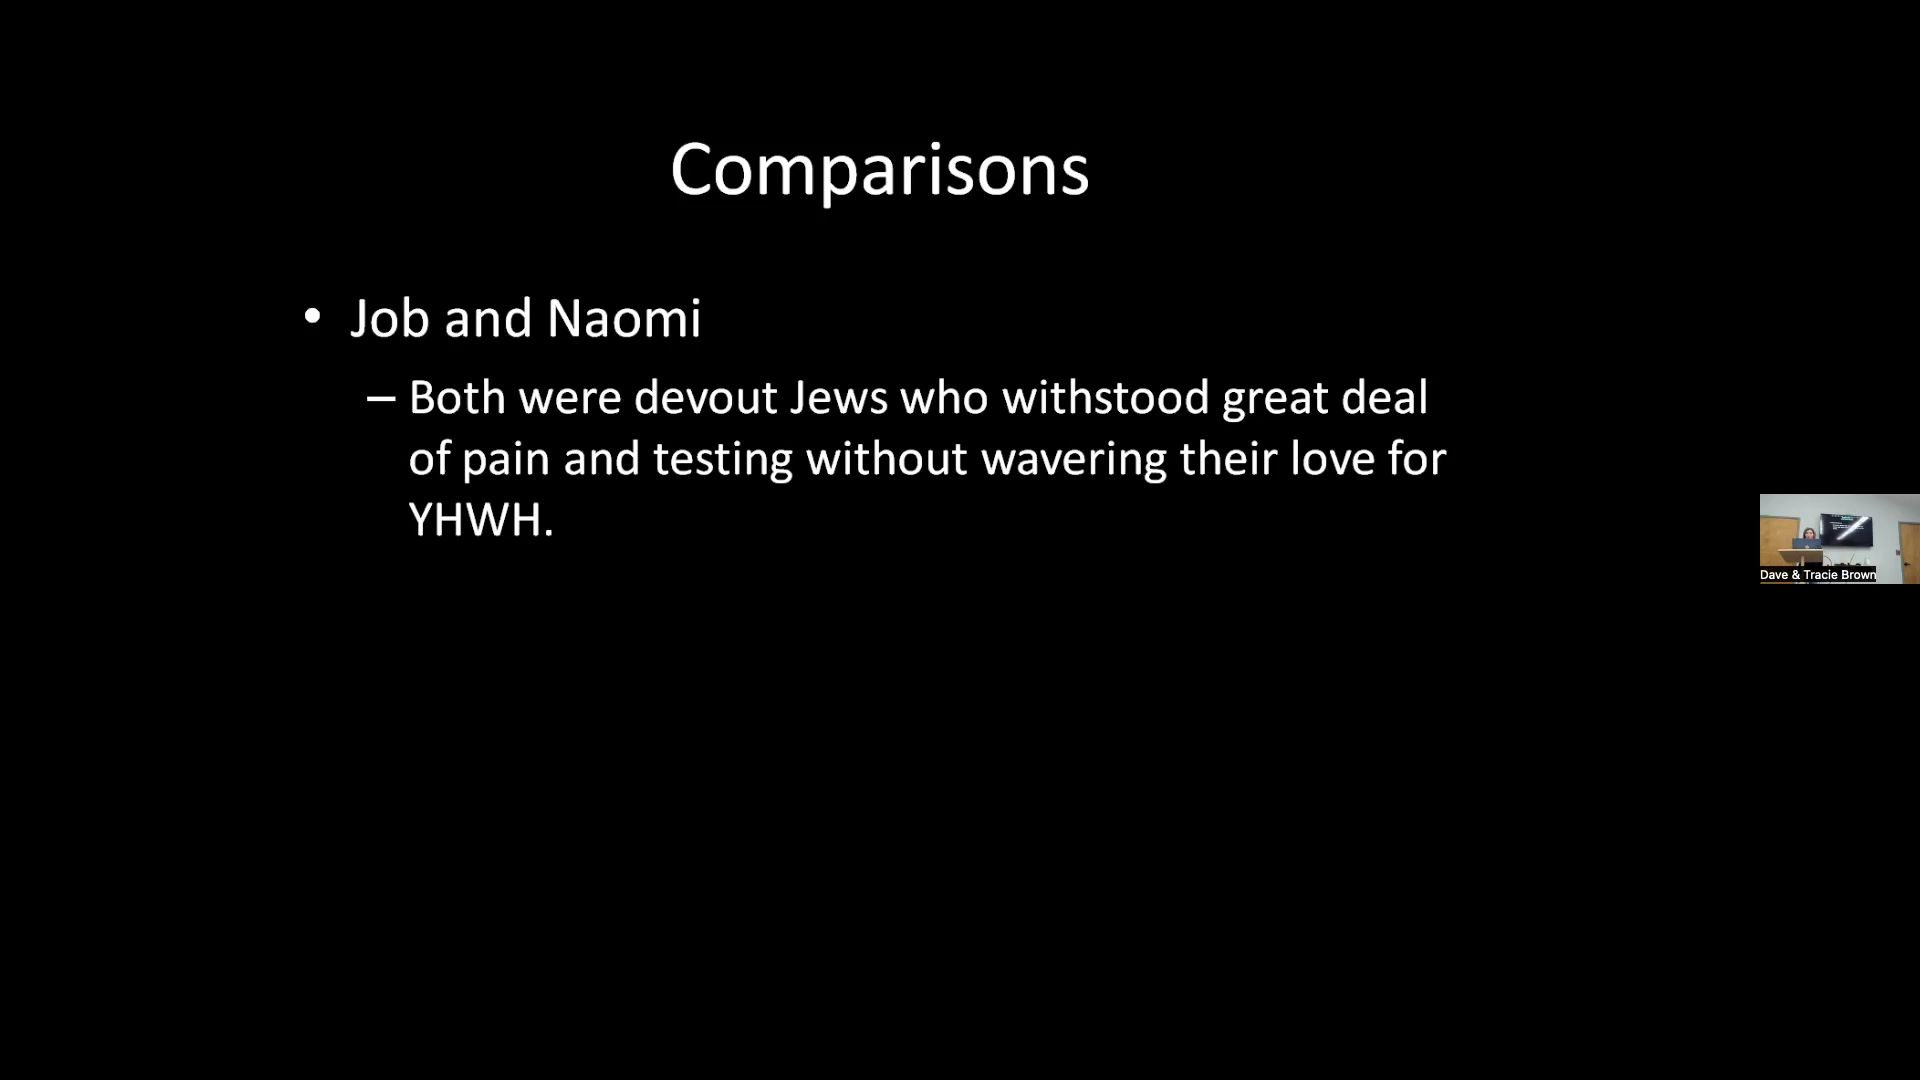 Comparisons
• Job and Naomi
– Both were devout Jews who withstood great deal
of pain and testing without wavering their love for
YHWH.
Dave & Tracie Brown